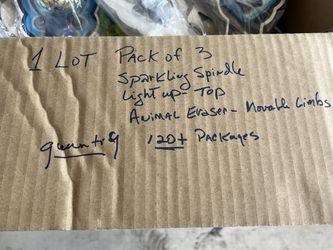 1 LOT Pack of 3
Sparkling Spindle
Light up - Top
Animal Eraser - Movable Limbs
quantity 120+ Packages